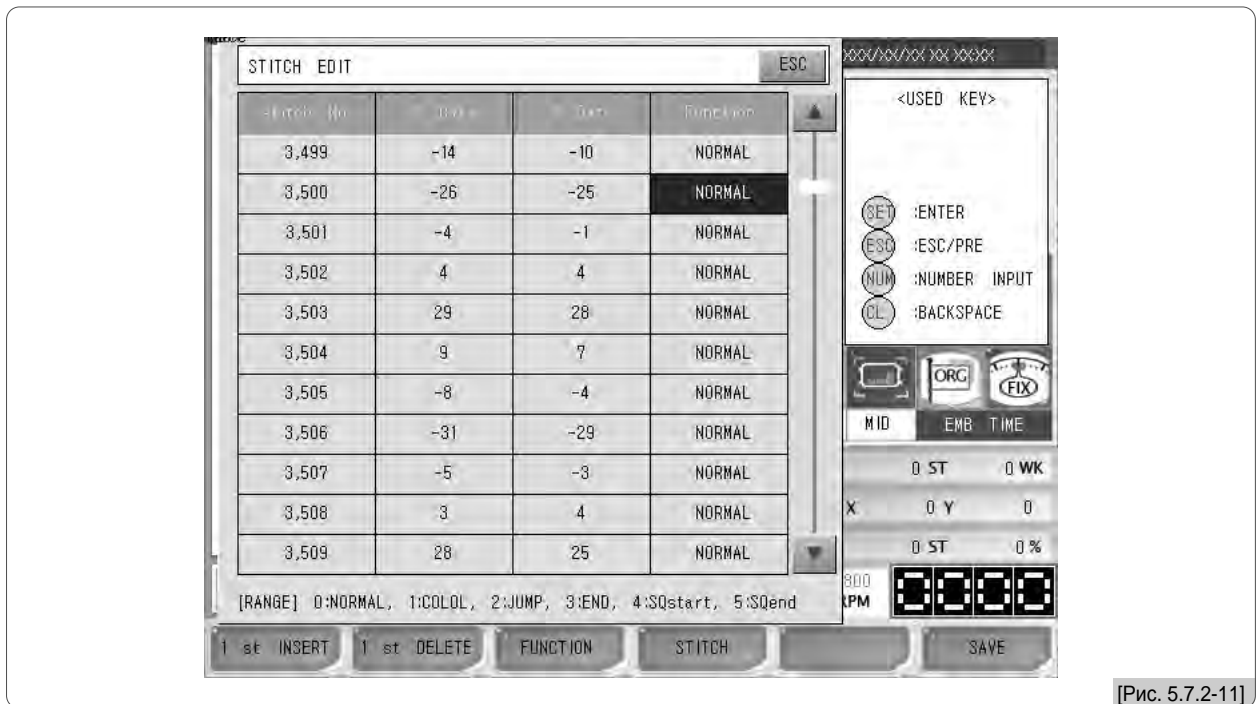 STITCH EDIT ESC
Function
3,499 -14 -10 NORMAL
3,500 -26 -25 NORMAL
3,501 -4 -1 NORMAL
3,502 4 4 NORMAL
3,503 29 28 NORMAL
3,504 9 7 NORMAL
3,505 -8 -4 NORMAL
3,506 -31 -29 NORMAL
3,507 -5 -3 NORMAL
3,508 3 4 NORMAL
3,509 28 25 NORMAL
[RANGE] 0:NORMAL, 1:COLOL, 2:JUMP, 3:END, 4:SQstart, 5:SQend
1 st INSERT 1 st DELETE FUNCTION STITCH SAVE
XXX/XX/XX XX XXXX
<USED KEY>
SET :ENTER
ESC :ESC/PRE
NUM :NUMBER INPUT
CL :BACKSPACE
ORG FIX
MID EMB TIME
0 ST 0 WK
X 0 Y 0
0 ST 0 %
800
RPM 0000
[Рис. 5.7.2-11]